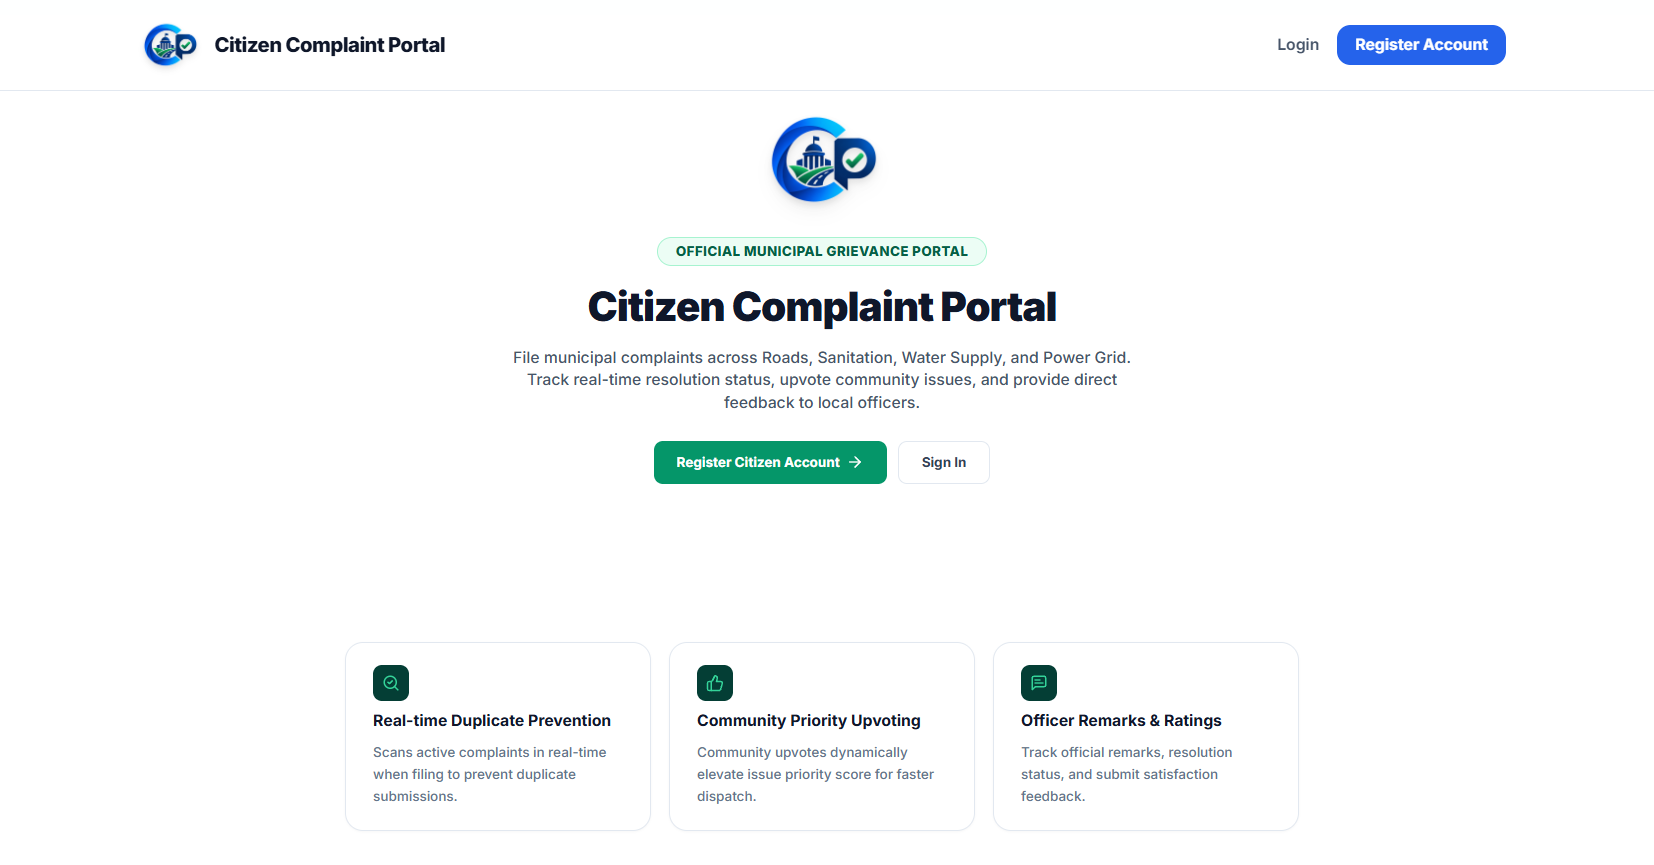 Citizen Complaint Portal
Login
Register Account
OFFICIAL MUNICIPAL GRIEVANCE PORTAL
Citizen Complaint Portal
File municipal complaints across Roads, Sanitation, Water Supply, and Power Grid.
Track real-time resolution status, upvote community issues, and provide direct
feedback to local officers.
Register Citizen Account →
Sign In
Real-time Duplicate Prevention
Scans active complaints in real-time
when filing to prevent duplicate
submissions.
Community Priority Upvoting
Community upvotes dynamically
elevate issue priority score for faster
dispatch.
Officer Remarks & Ratings
Track official remarks, resolution
status, and submit satisfaction
feedback.